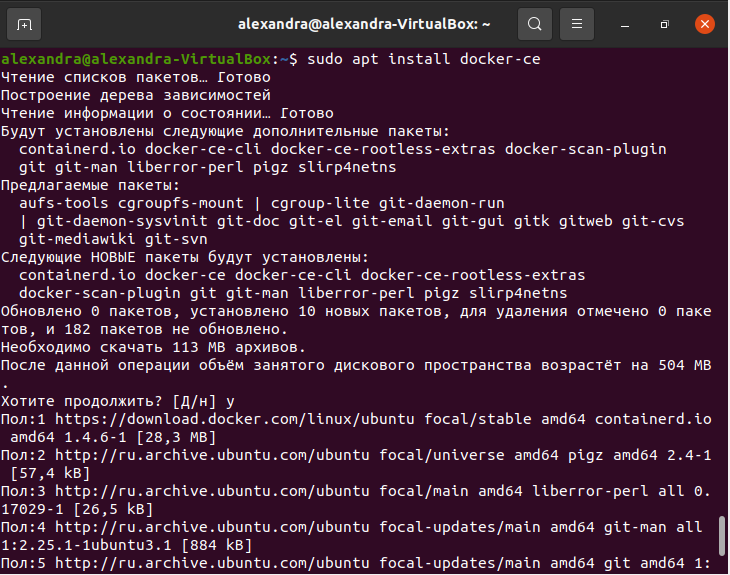 alexandra@alexandra-VirtualBox: ~
alexandra@alexandra-VirtualBox:~$ sudo apt install docker-ce
Чтение списков пакетов… Готово
Построение дерева зависимостей
Чтение информации о состоянии… Готово
Будут установлены следующие дополнительные пакеты:
  containerd.io docker-ce-cli docker-ce-rootless-extras docker-scan-plugin
  git git-man liberror-perl pigz slirp4netns
Предлагаемые пакеты:
  aufs-tools cgroupfs-mount | cgroup-lite git-daemon-run
  | git-daemon-sysvinit git-doc git-el git-email git-gui gitk gitweb git-cvs
  git-mediawiki git-svn
Следующие НОВЫЕ пакеты будут установлены:
  containerd.io docker-ce docker-ce-cli docker-ce-rootless-extras
  docker-scan-plugin git git-man liberror-perl pigz slirp4netns
Обновлено 0 пакетов, установлено 10 новых пакетов, для удаления отмечено 0 паке
тов, и 182 пакетов не обновлено.
Необходимо скачать 113 MB архивов.
После данной операции объём занятого дискового пространства возрастёт на 504 MB
.
Хотите продолжить? [Д/н] y
Пол:1 https://download.docker.com/linux/ubuntu focal/stable amd64 containerd.io
 amd64 1.4.6-1 [28,3 MB]
Пол:2 http://ru.archive.ubuntu.com/ubuntu focal/universe amd64 pigz amd64 2.4-1
 [57,4 kB]
Пол:3 http://ru.archive.ubuntu.com/ubuntu focal/main amd64 liberror-perl all 0.
17029-1 [26,5 kB]
Пол:4 http://ru.archive.ubuntu.com/ubuntu focal-updates/main amd64 git-man all
1:2.25.1-1ubuntu3.1 [884 kB]
Пол:5 http://ru.archive.ubuntu.com/ubuntu focal-updates/main amd64 git amd64 1: